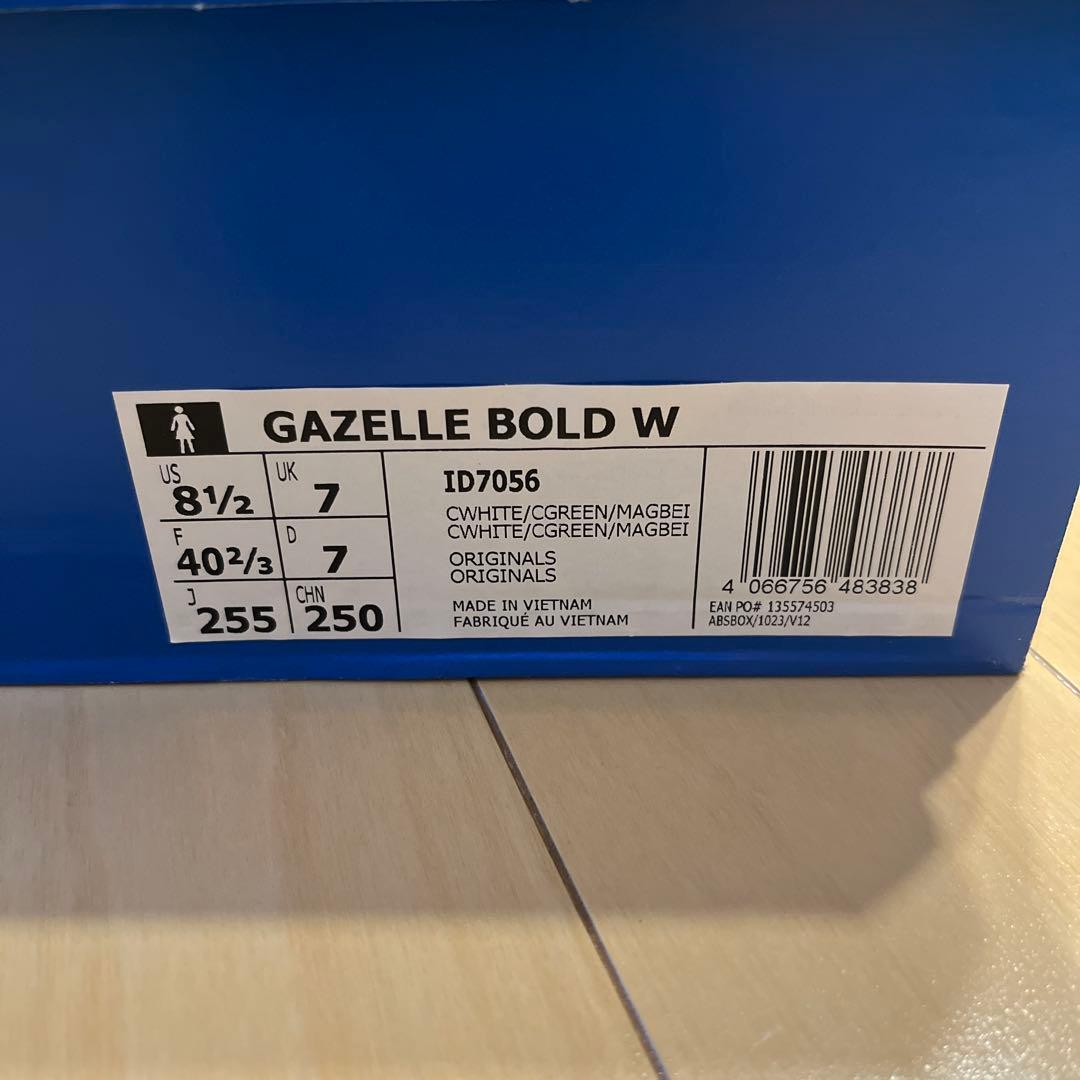 GAZELLE BOLD W
US 8½ UK 7
F 40⅔ D 7
J 255 CHN 250
ID7056
CWHITE/CGREEN/MAGBEI
CWHITE/CGREEN/MAGBEI
ORIGINALS
ORIGINALS
MADE IN VIETNAM
FABRIQUÉ AU VIETNAM
4 066756 483838
EAN PO# 135574503
ABSBOX/1023/V12